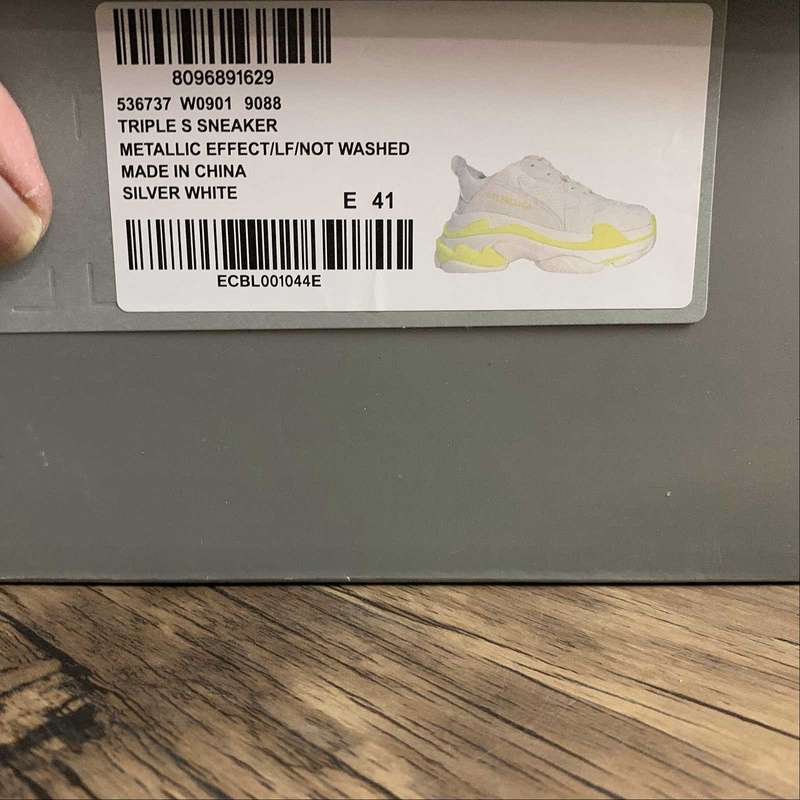 8096891629
536737 W0901 9088
TRIPLE S SNEAKER
METALLIC EFFECT/LF/NOT WASHED
MADE IN CHINA
SILVER WHITE
E 41
ECBL001044E